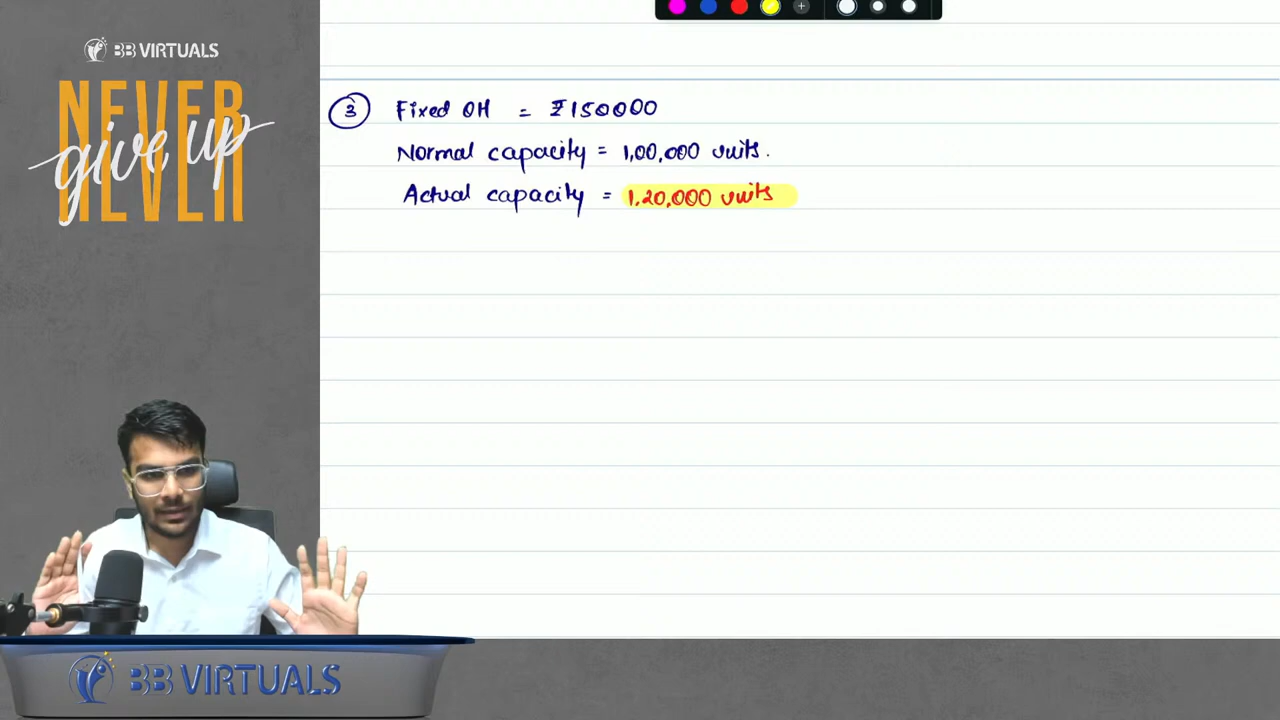 BB VIRTUALS
NEVER
give up
NEVER
3 Fixed OH = ₹150000
Normal capacity = 1,00,000 units.
Actual capacity = 1,20,000 units
BB VIRTUALS